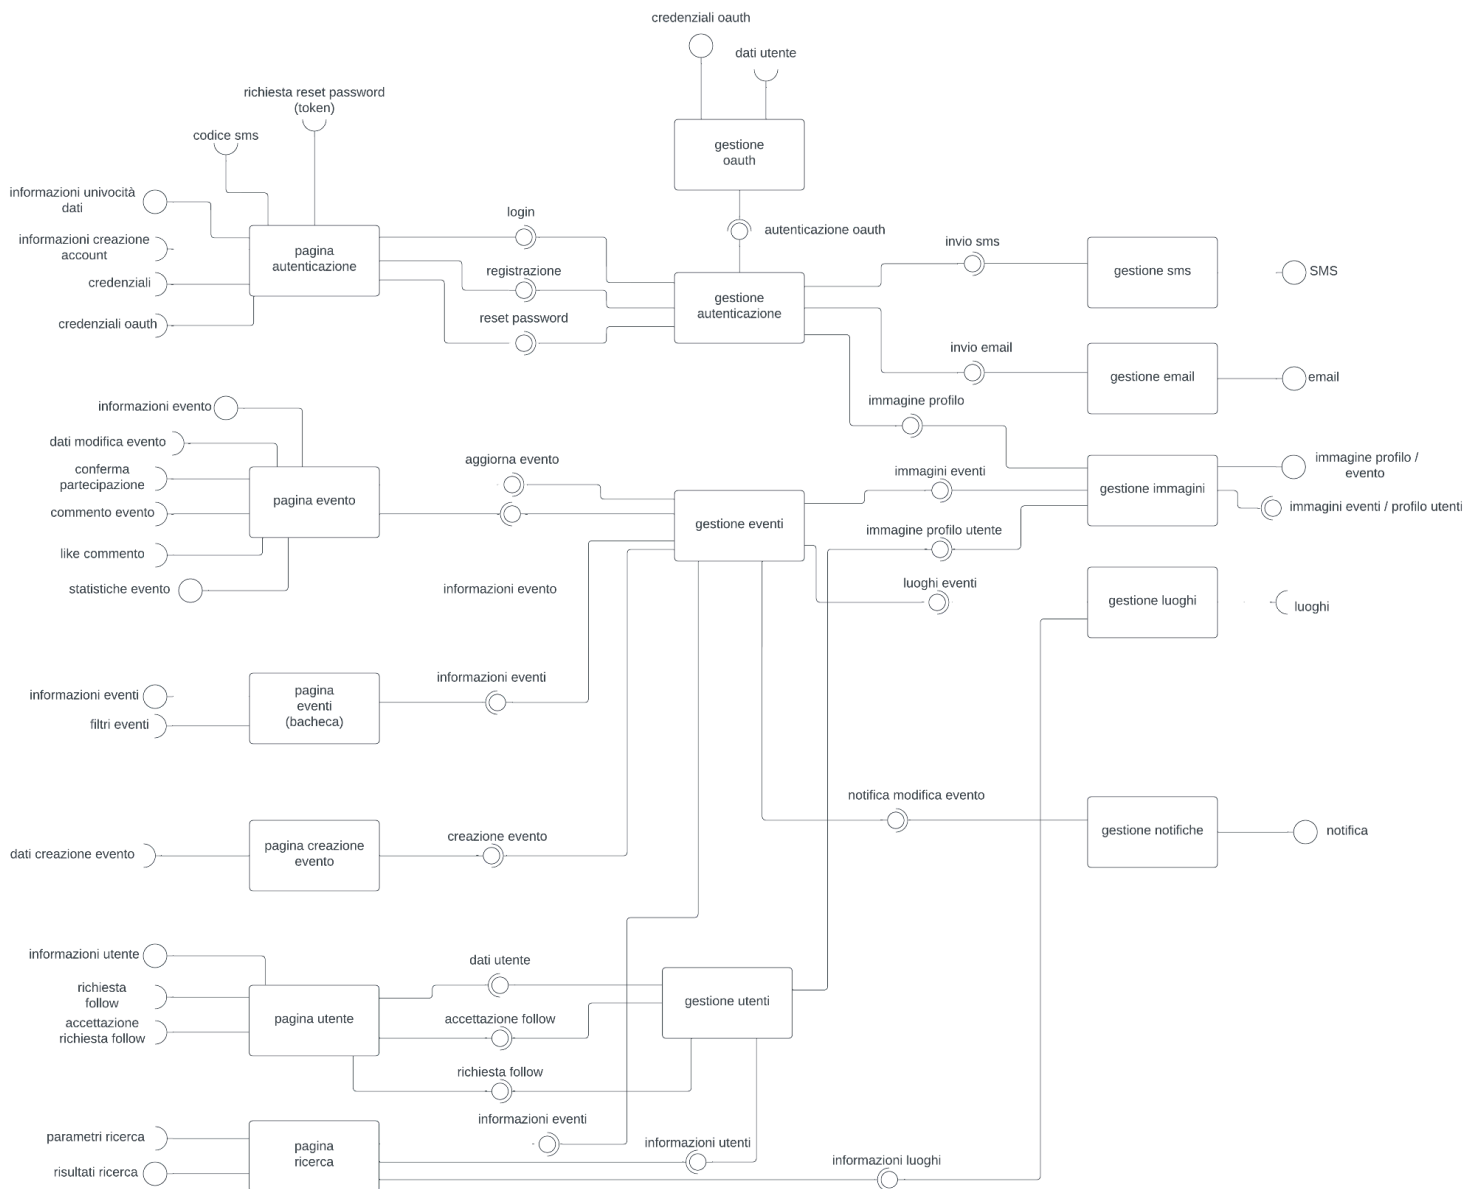 credenziali oauth
dati utente
richiesta reset password
(token)
codice sms
gestione
oauth
informazioni univocità
dati
login
autenticazione oauth
informazioni creazione
account
pagina
autenticazione
invio sms
gestione sms
SMS
credenziali
registrazione
gestione
autenticazione
credenziali oauth
reset password
invio email
gestione email
email
immagine profilo
informazioni evento
dati modifica evento
conferma
partecipazione
aggiorna evento
immagini eventi
gestione immagini
immagine profilo /
evento
pagina evento
commento evento
gestione eventi
immagini eventi / profilo utenti
immagine profilo utente
like commento
statistiche evento
informazioni evento
luoghi eventi
gestione luoghi
luoghi
informazioni eventi
pagina
eventi
(bacheca)
informazioni eventi
filtri eventi
notifica modifica evento
gestione notifiche
notifica
dati creazione evento
pagina creazione
evento
creazione evento
informazioni utente
dati utente
richiesta
follow
gestione utenti
accettazione
richiesta follow
pagina utente
accettazione follow
richiesta follow
informazioni eventi
parametri ricerca
pagina
ricerca
informazioni utenti
risultati ricerca
informazioni luoghi